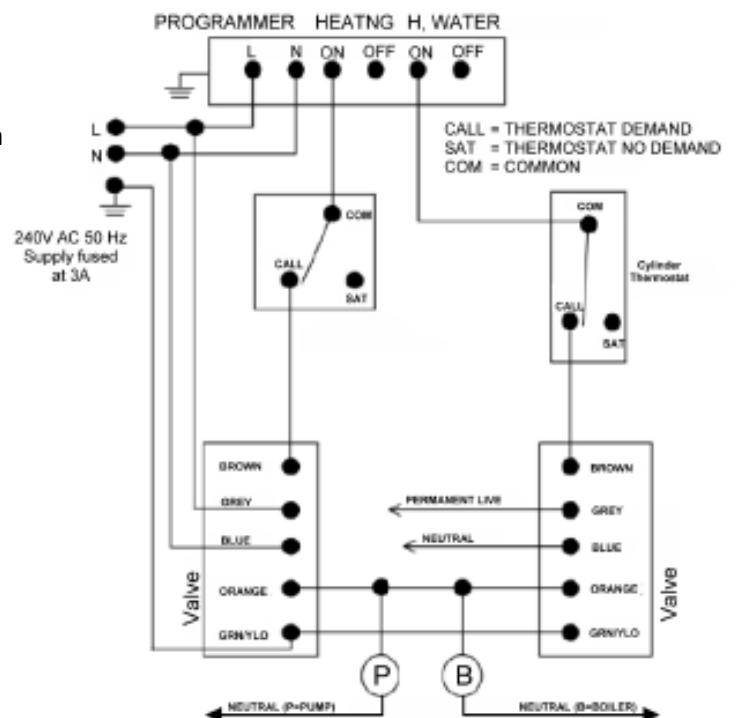 PROGRAMMER HEATNG H, WATER
L N ON OFF ON OFF
L
N
240V AC 50 Hz
Supply fused
at 3A
CALL = THERMOSTAT DEMAND
SAT = THERMOSTAT NO DEMAND
COM = COMMON
COM
CALL
SAT
COM
Cylinder
Thermostat
CALL
SAT
BROWN
GREY
BLUE
ORANGE
GRN/YLO
Valve
PERMANENT LIVE
NEUTRAL
BROWN
GREY
BLUE
ORANGE
GRN/YLO
Valve
P
B
NEUTRAL (P=PUMP)
NEUTRAL (B=BOILER)